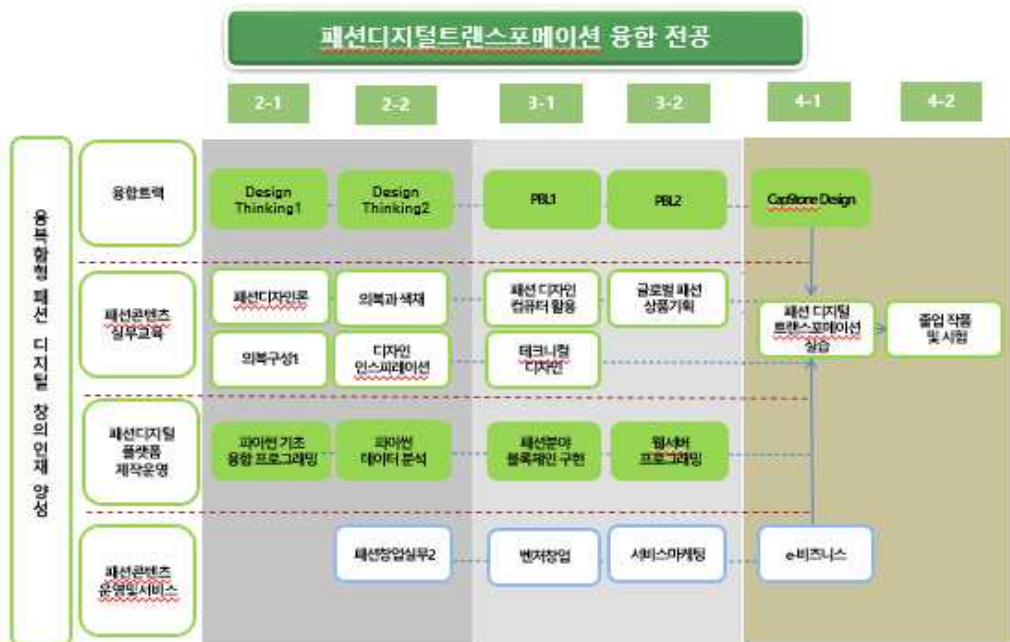 패션디지털트랜스포메이션 융합 전공
2-1
2-2
3-1
3-2
4-1
4-2
융복합형 패션 디지털 창의인재 양성
융합트랙
Design
Thinking1
Design
Thinking2
PBL1
PBL2
CapStone Design
패션콘텐츠
실무교육
패션디자인론
의복과 색채
패션 디자인
컴퓨터 활용
글로벌 패션
상품기획
패션 디지털
트랜스포메이션
실습
졸업 작품
및 시험
의복구성1
디자인
인스피레이션
테크니컬
디자인
패션디지털
플랫폼
제작운영
파이썬 기초
융합 프로그래밍
파이썬
데이터 분석
패션분야
블록체인 구현
웹서버
프로그래밍
패션콘텐츠
운영및서비스
패션창업실무2
벤처창업
서비스마케팅
e-비즈니스